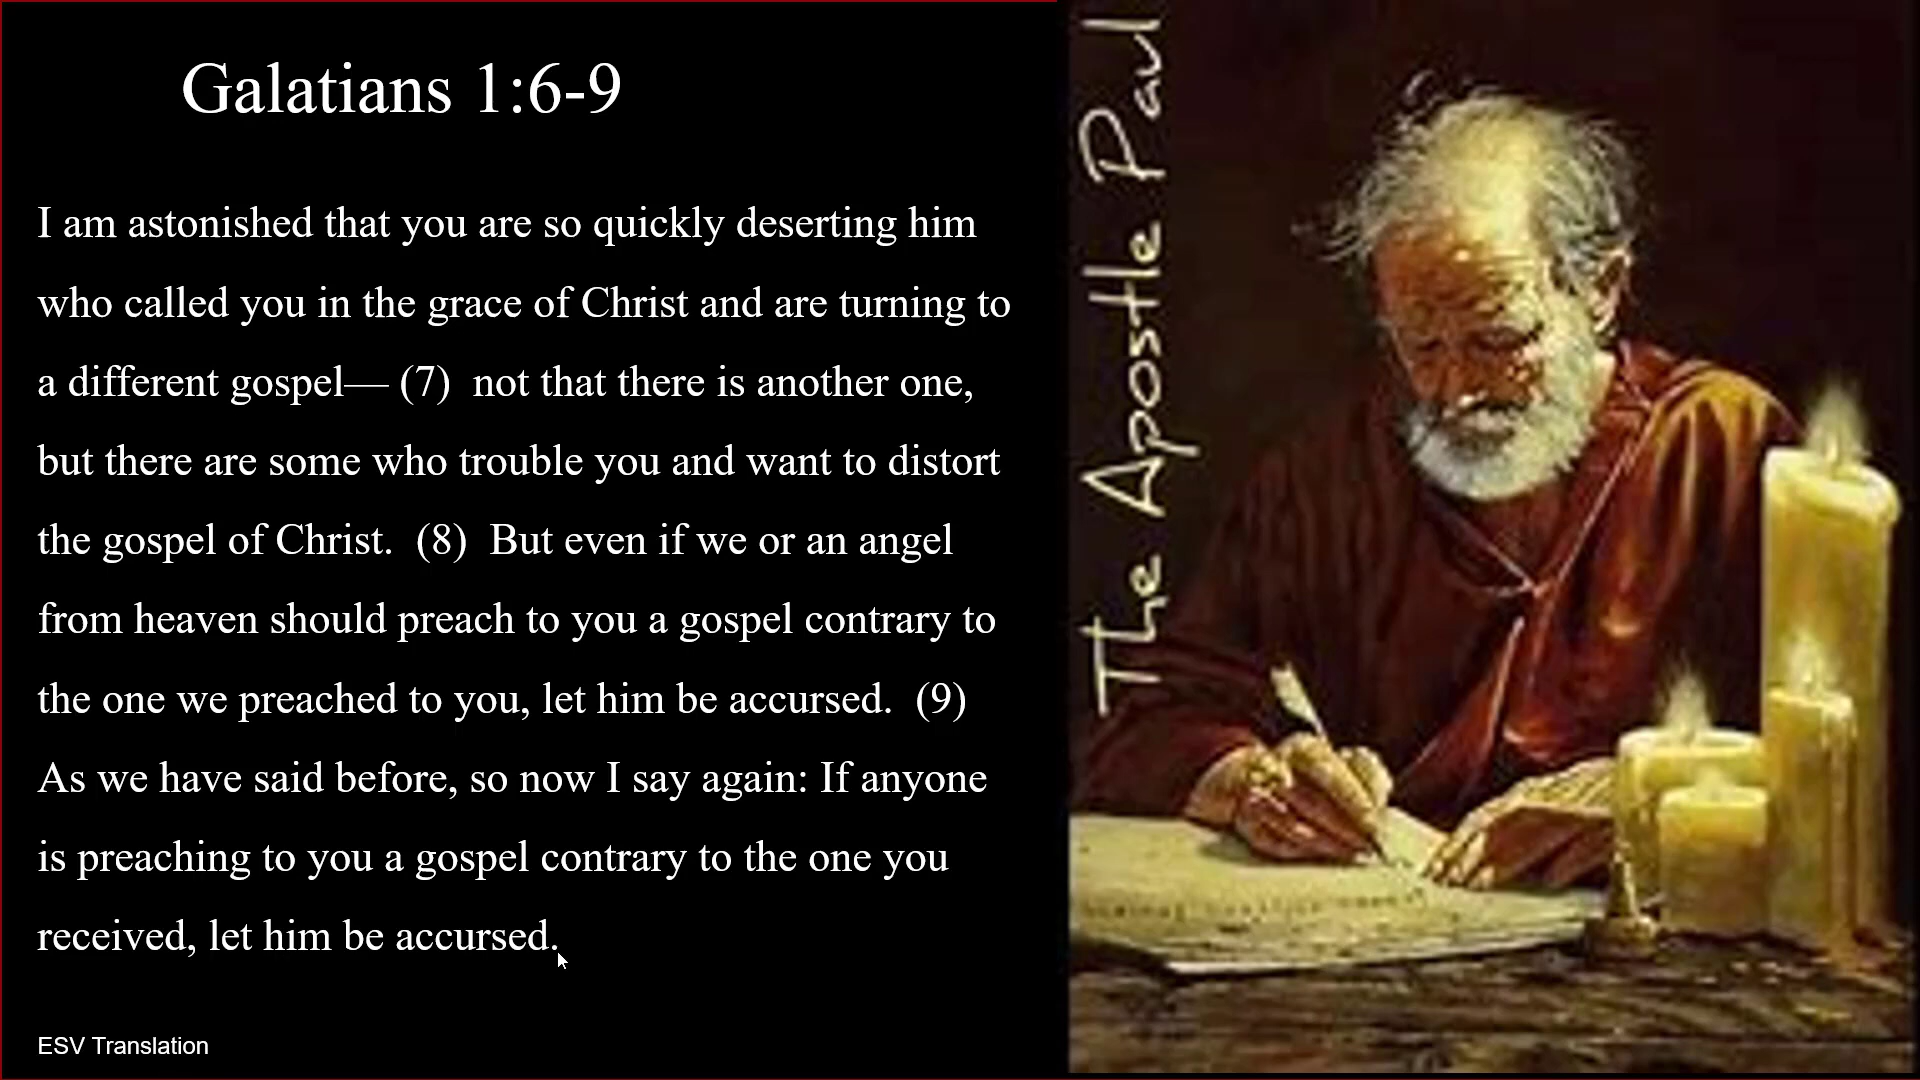 Galatians 1:6-9
I am astonished that you are so quickly deserting him
who called you in the grace of Christ and are turning to
a different gospel— (7)  not that there is another one,
but there are some who trouble you and want to distort
the gospel of Christ.  (8)  But even if we or an angel
from heaven should preach to you a gospel contrary to
the one we preached to you, let him be accursed.  (9)
As we have said before, so now I say again: If anyone
is preaching to you a gospel contrary to the one you
received, let him be accursed.
ESV Translation
The Apostle Paul